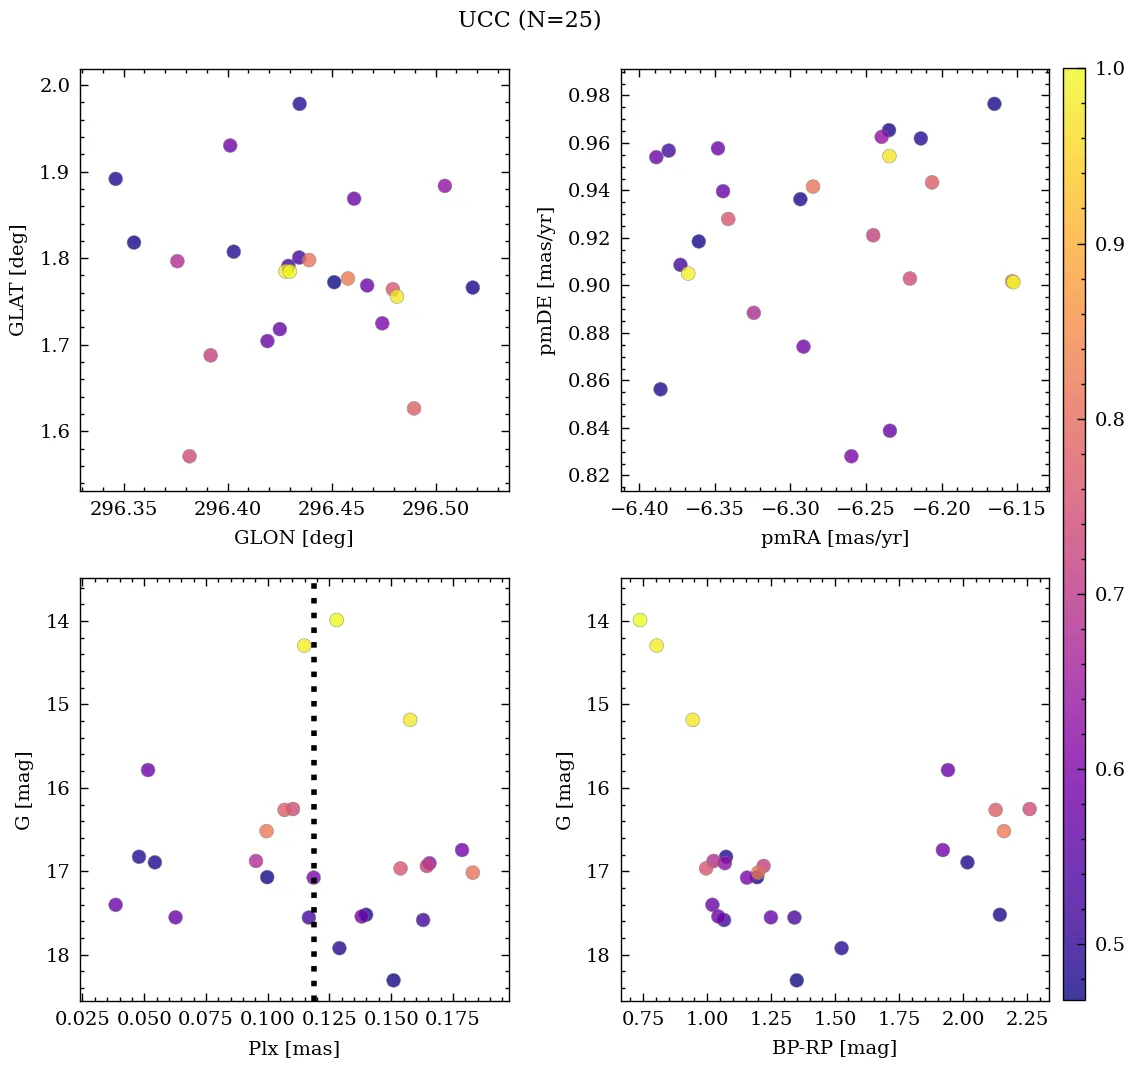 UCC (N=25)
2.0
1.9
1.8
1.7
1.6
GLAT [deg]
296.35 296.40 296.45 296.50
GLON [deg]
0.98
0.96
0.94
0.92
0.90
0.88
0.86
0.84
0.82
pmDE [mas/yr]
−6.40 −6.35 −6.30 −6.25 −6.20 −6.15
pmRA [mas/yr]
1.0
0.9
0.8
0.7
0.6
0.5
14
15
16
17
18
G [mag]
0.025 0.050 0.075 0.100 0.125 0.150 0.175
Plx [mas]
14
15
16
17
18
G [mag]
0.75 1.00 1.25 1.50 1.75 2.00 2.25
BP-RP [mag]